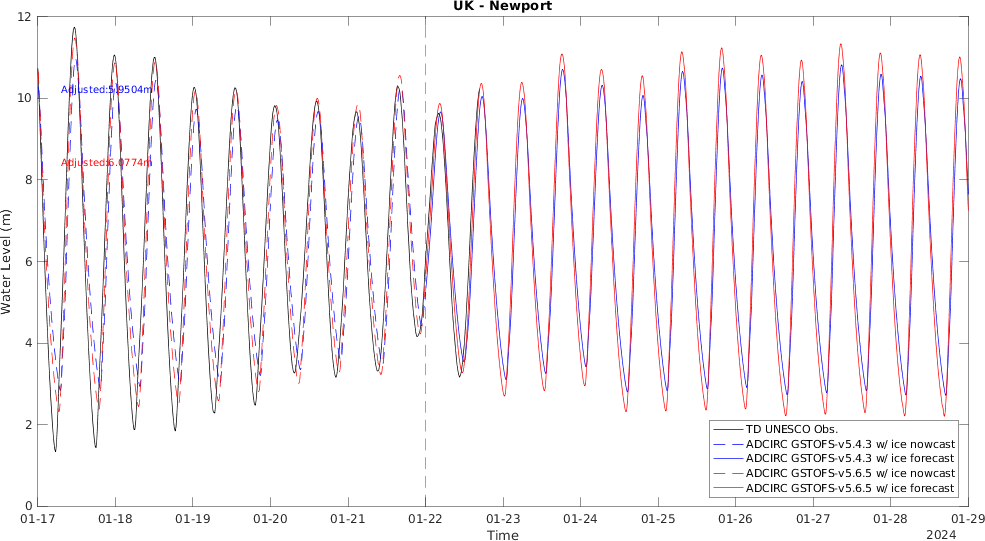 UK - Newport
12
10
8
6
4
2
0
Water Level (m)
Adjusted:5.9504m
Adjusted:6.0774m
TD UNESCO Obs.
ADCIRC GSTOFS-v5.4.3 w/ ice nowcast
ADCIRC GSTOFS-v5.4.3 w/ ice forecast
ADCIRC GSTOFS-v5.6.5 w/ ice nowcast
ADCIRC GSTOFS-v5.6.5 w/ ice forecast
01-17 01-18 01-19 01-20 01-21 01-22 01-23 01-24 01-25 01-26 01-27 01-28 01-29
Time
2024